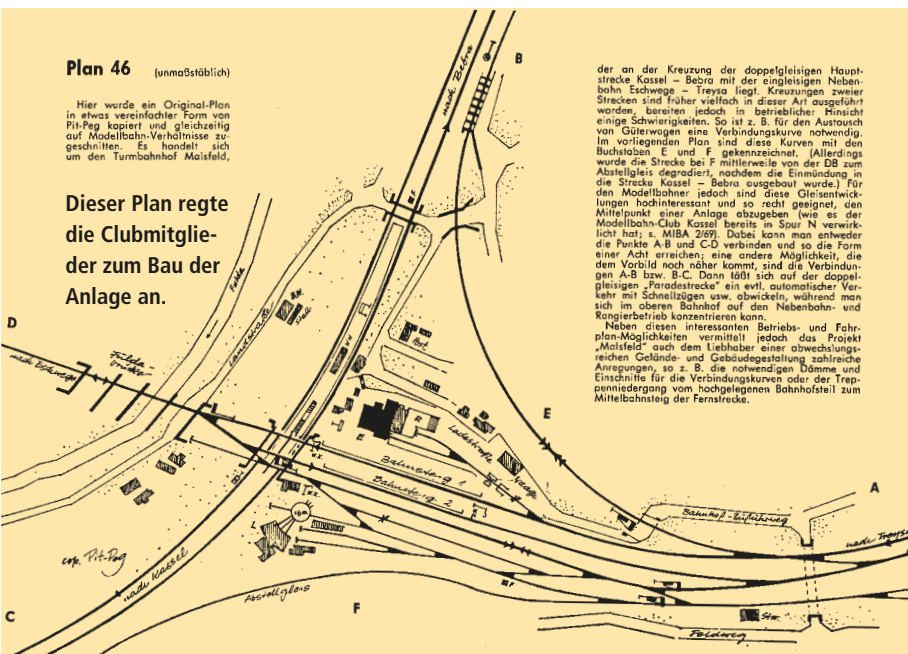 Plan 46 (unmaßstäblich)
Hier wurde ein Original-Plan
in etwas vereinfachter Form von
Pit-Peg kapiert und gleichzeitig
auf Modellbahn-Verhältnisse zu-
geschnitten. Es handelt sich
um den Turmbahnhof Malsfeld,
Dieser Plan regte
die Clubmitglie-
der zum Bau der
Anlage an.
der an der Kreuzung der doppelgleisigen Haupt-
strecke Kassel – Bebra mit der eingleisigen Neben-
bahn Eschwege – Treysa liegt. Kreuzungen zweier
Strecken sind früher vielfach in dieser Art ausgeführt
worden, bereiten jedoch in betrieblicher Hinsicht
einige Schwierigkeiten. So ist z. B. für den Austausch
von Güterwagen eine Verbindungskurve notwendig.
Im vorliegenden Plan sind diese Kurven mit den
Buchstaben E und F gekennzeichnet. (Allerdings
wurde die Strecke bei F mittlerweile von der DB zum
Abstellgleis degradiert, nachdem die Einmündung in
die Strecke Kassel – Bebra ausgebaut wurde.) Für
den Modellbahner jedoch sind diese Gleisentwick-
lungen hochinteressant und so recht geeignet, den
Mittelpunkt einer Anlage abzugeben (wie es der
Modellbahn-Club Kassel bereits in Spur N verwirk-
licht hat; s. MIBA 2/69). Dabei kann man entweder
die Punkte A-B und C-D verbinden und so die Form
einer Acht erreichen; eine andere Möglichkeit, die
dem Vorbild noch näher kommt, sind die Verbindun-
gen A-B bzw. B-C. Dann läßt sich auf der doppel-
gleisigen „Paradestrecke" ein evtl. automatischer Ver-
kehr mit Schnellzügen usw. abwickeln, während man
sich im oberen Bahnhof auf den Nebenbahn- und
Rangierbetrieb konzentrieren kann.
Neben diesen interessanten Betriebs- und Fahr-
plan-Möglichkeiten vermittelt jedoch das Projekt
„Malsfeld" auch dem Liebhaber einer abwechslungs-
reichen Gelände- und Gebäudegestaltung zahlreiche
Anregungen, so z. B. die notwendigen Dämme und
Einschnitte für die Verbindungskurven oder der Trep-
penniedergang vom hochgelegenen Bahnhofsteil zum
Mittelbahnsteig der Fernstrecke.
B
nach Bebra
Fulda
Landstraße
D
nach Eschwege
Fulda
brücke
Post
E
Ladestraße
Waage
E
R
Bahnsteig 1
Bahnsteig 2
A
Bahnhof-Zufuhrweg
nach Treysa
L
cop. Pit-Peg
nach Kassel
Abstellgleis
F
C
Stw.
Feldweg